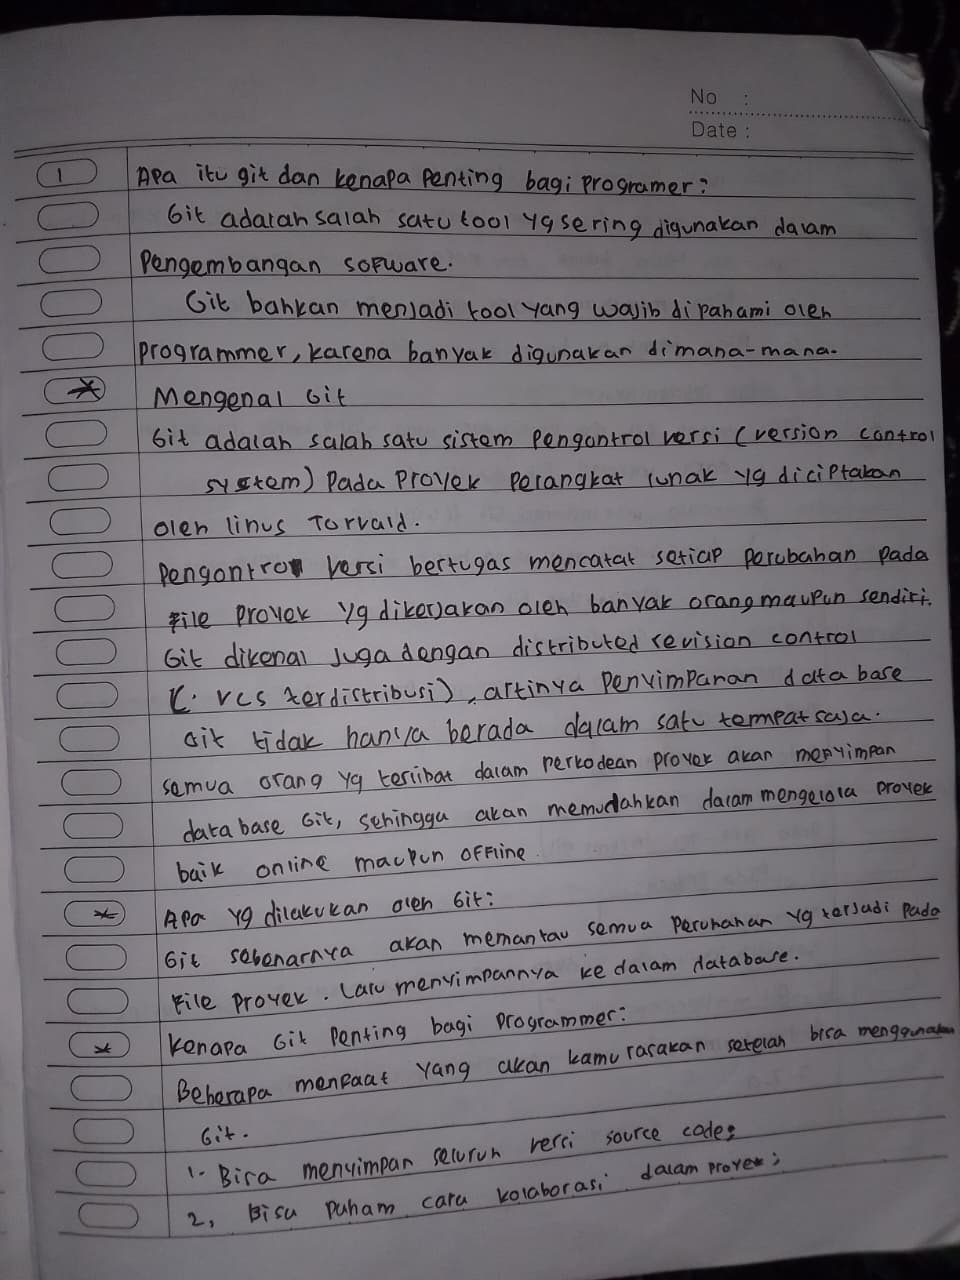 No :
Date :
1 Apa itu git dan kenapa penting bagi programer:
Git adalah salah satu tool yg sering digunakan dalam
pengembangan sofware.
Git bahkan menjadi tool yang wajib dipahami oleh
programmer, karena banyak digunakan dimana-mana.
* Mengenal Git
Git adalah salah satu sistem pengontrol versi (version control
system) pada proyek perangkat lunak yg diciptakan
oleh linus Torvald.
pengontrol versi bertugas mencatat setiap perubahan pada
file proyek yg dikerjakan oleh banyak orang maupun sendiri.
Git dikenal juga dengan distributed revision control
(. vcs terdistribusi), artinya penyimpanan data base
Git tidak hanya berada dalam satu tempat saja.
semua orang yg terlibat dalam perkodean proyek akan menyimpan
database Git, sehingga akan memudahkan dalam mengelola proyek
baik online maupun offline
* Apa yg dilakukan oleh Git:
Git sebenarnya akan memantau semua perubahan yg terjadi pada
file proyek. Lalu menyimpannya ke dalam database.
* Kenapa Git penting bagi programmer:
Beberapa menfaat yang akan kamu rasakan setelah bisa menggunakan
Git.
1. Bisa menyimpan seluruh versi source code;
2, Bisa paham cara kolaborasi dalam proyek;